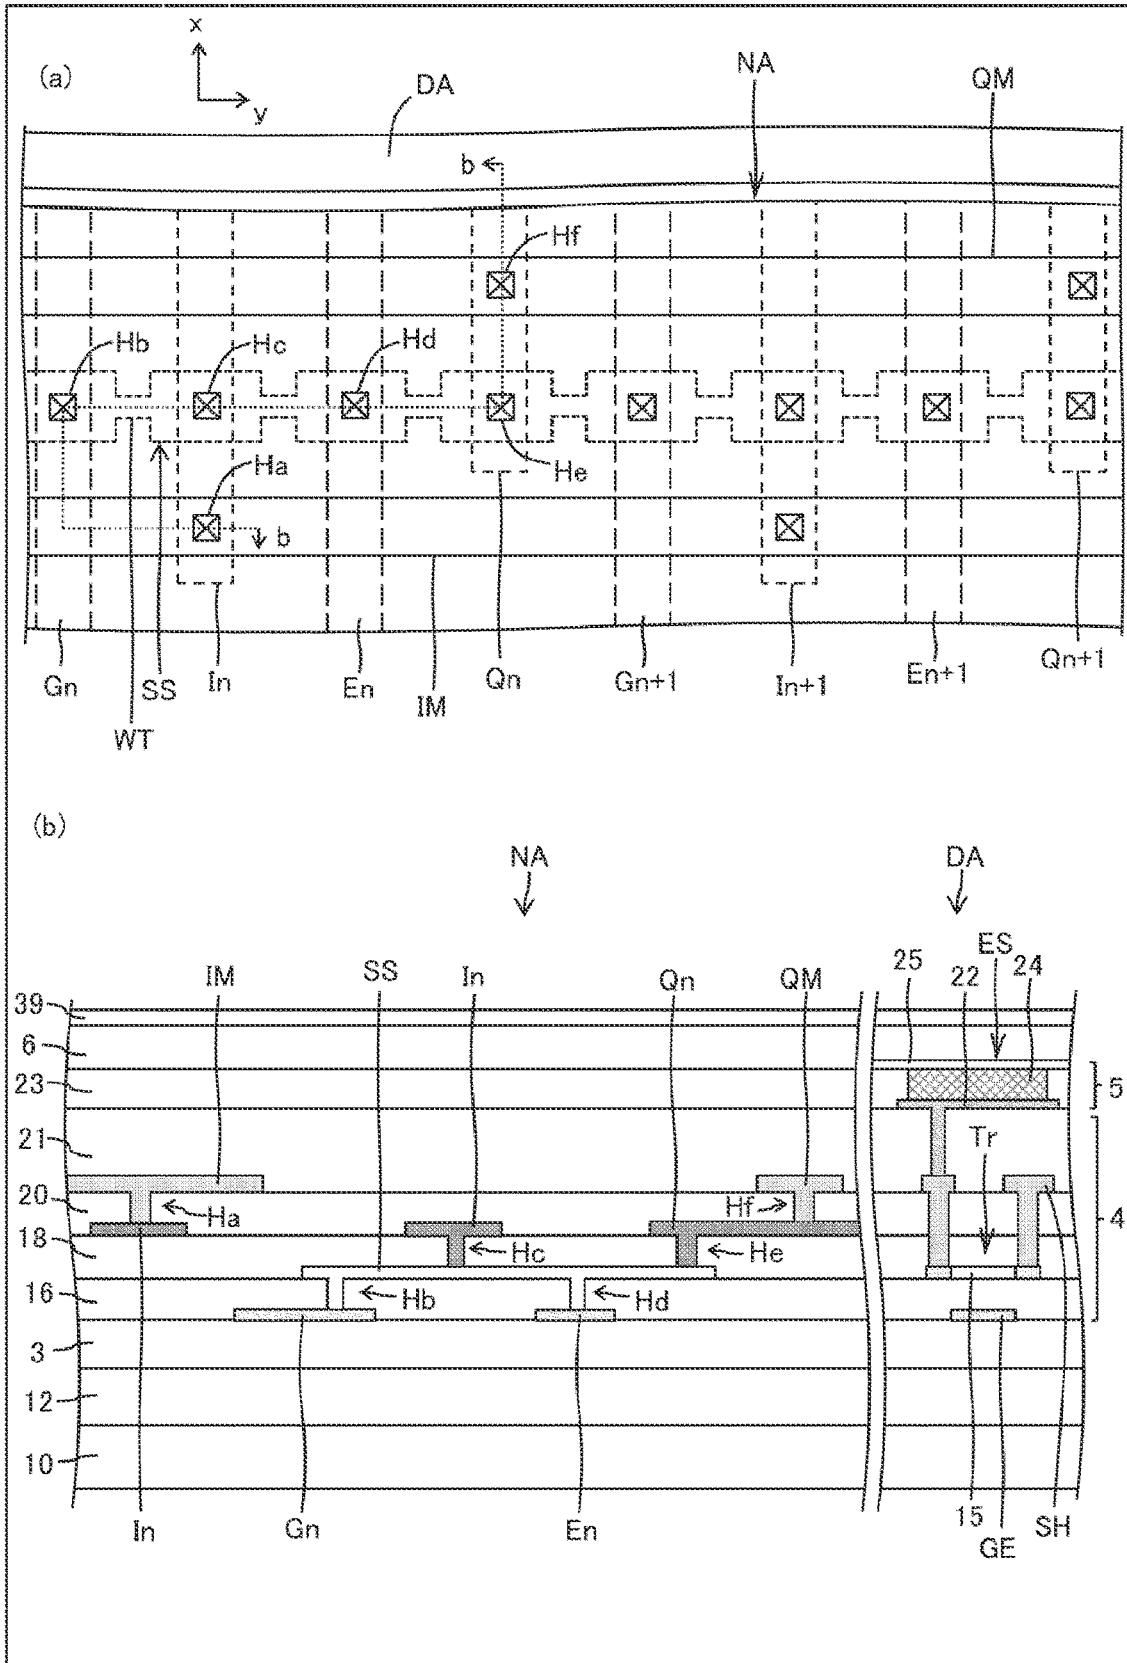 (a)
x
y
DA
NA
QM
b
Hf
Hb
Hc
Hd
Ha
He
b
Gn
SS
In
En
Qn
Gn+1
In+1
En+1
Qn+1
WT
IM
(b)
NA
DA
IM
SS
In
Qn
QM
25
22
ES
24
39
6
23
5
21
Tr
20
Ha
Hf
4
18
Hc
He
16
Hb
Hd
3
12
10
In
Gn
En
15
GE
SH